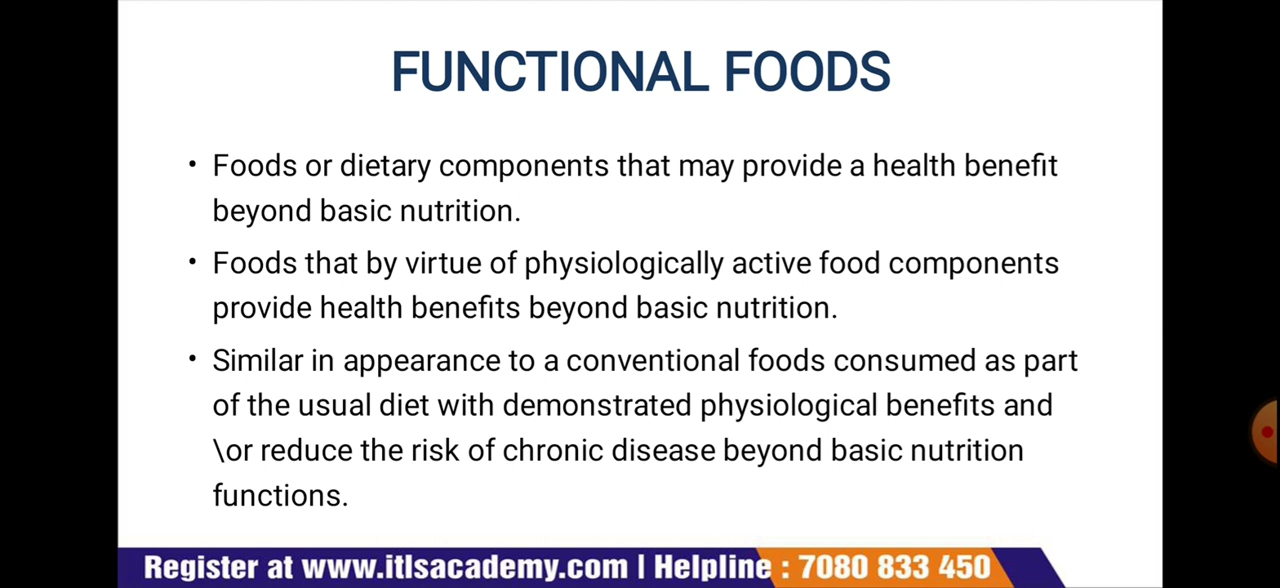 FUNCTIONAL FOODS
• Foods or dietary components that may provide a health benefit
beyond basic nutrition.
• Foods that by virtue of physiologically active food components
provide health benefits beyond basic nutrition.
• Similar in appearance to a conventional foods consumed as part
of the usual diet with demonstrated physiological benefits and
\or reduce the risk of chronic disease beyond basic nutrition
functions.
Register at www.itlsacademy.com | Helpline : 7080 833 450